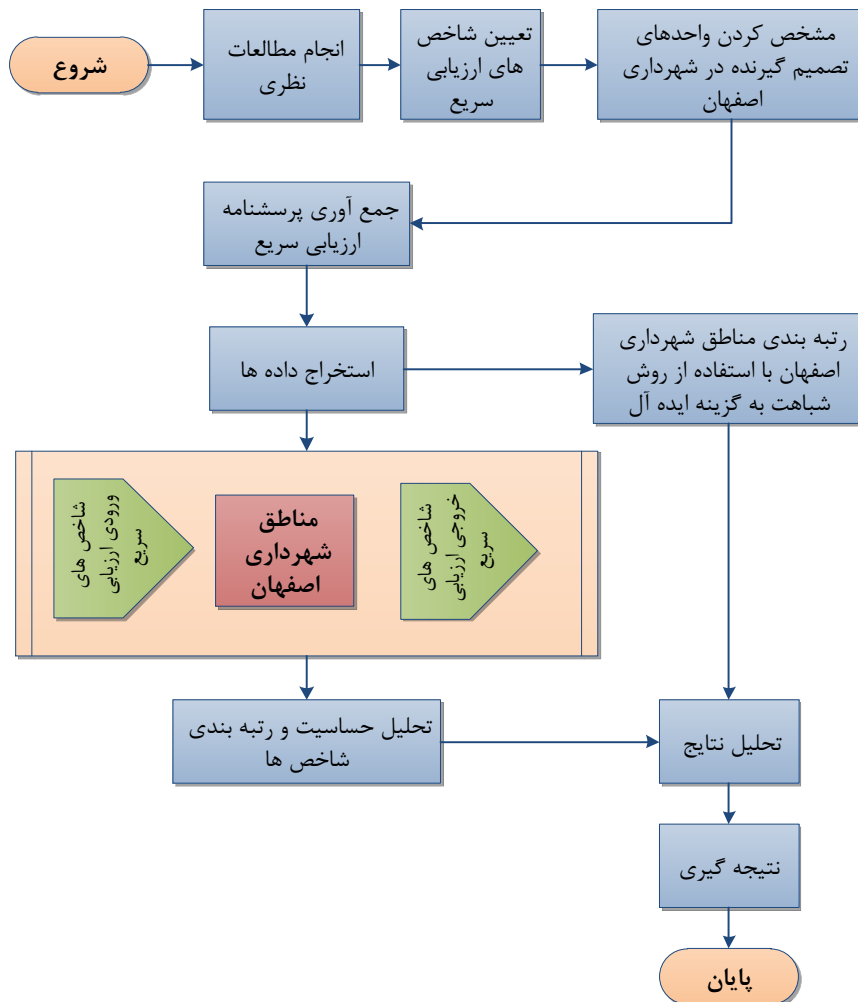 شروع
انجام مطالعات
نظری
تعیین شاخص
های ارزیابی
سریع
مشخص کردن واحدهای
تصمیم گیرنده در شهرداری
اصفهان
جمع آوری پرسشنامه
ارزیابی سریع
استخراج داده ها
رتبه بندی مناطق شهرداری
اصفهان با استفاده از روش
شباهت به گزینه ایده آل
شاخص های
ورودی ارزیابی
سریع
مناطق
شهرداری
اصفهان
شاخص های
خروجی ارزیابی
سریع
تحلیل حساسیت و رتبه بندی
شاخص ها
تحلیل نتایج
نتیجه گیری
پایان